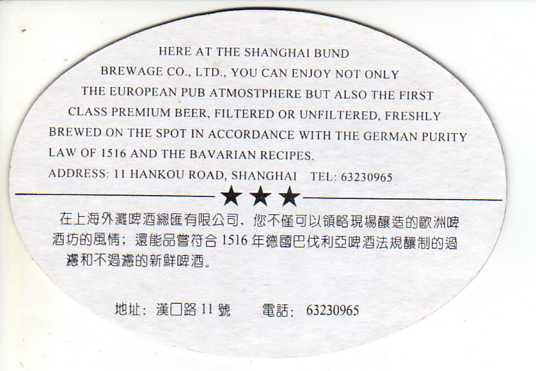 HERE AT THE SHANGHAI BUND
BREWAGE CO., LTD., YOU CAN ENJOY NOT ONLY
THE EUROPEAN PUB ATMOSTPHERE BUT ALSO THE FIRST
CLASS PREMIUM BEER, FILTERED OR UNFILTERED, FRESHLY
BREWED ON THE SPOT IN ACCORDANCE WITH THE GERMAN PURITY
LAW OF 1516 AND THE BAVARIAN RECIPES.
ADDRESS: 11 HANKOU ROAD, SHANGHAI TEL: 63230965
在上海外灘啤酒總匯有限公司，您不僅可以領略現場釀造的歐洲啤
酒坊的風情；還能品嘗符合 1516 年德國巴伐利亞啤酒法規釀制的過
濾和不過濾的新鮮啤酒。
地址：漢口路 11 號 電話：63230965